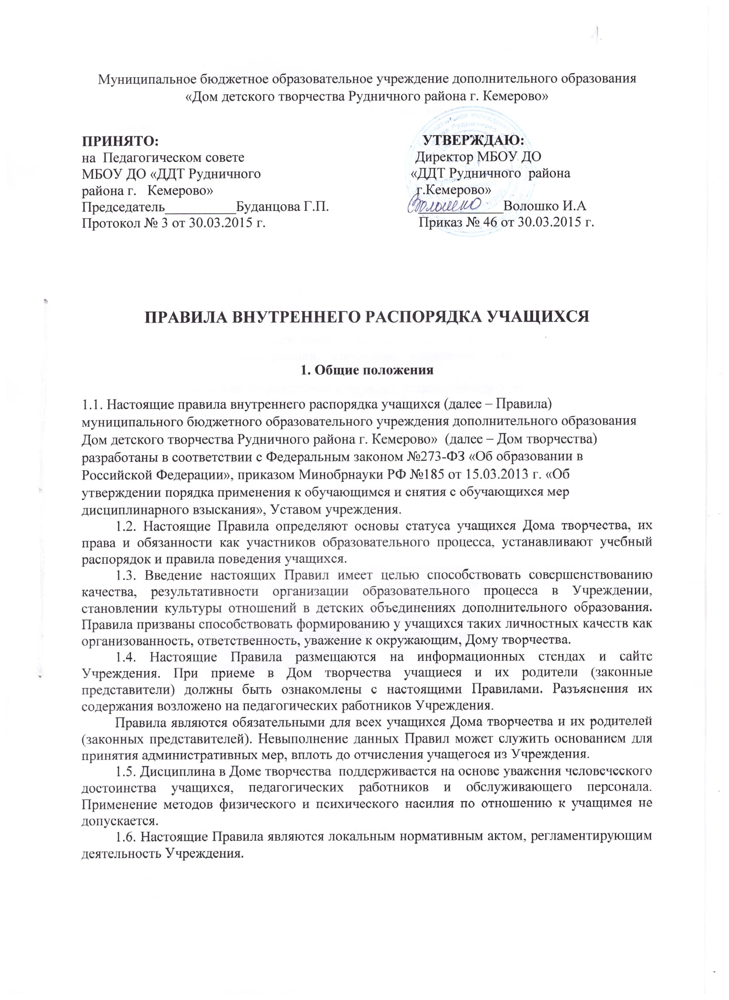 1.
Муниципальное бюджетное образовательное учреждение дополнительного образования
«Дом детского творчества Рудничного района г. Кемерово»
ПРИНЯТО:
на Педагогическом совете
МБОУ ДО «ДДТ Рудничного
района г. Кемерово»
Председатель__________Буданцова Г.П.
Протокол № 3 от 30.03.2015 г.
УТВЕРЖДАЮ:
Директор МБОУ ДО
«ДДТ Рудничного района
г.Кемерово»
____________Волошко И.А
Приказ № 46 от 30.03.2015 г.
ПРАВИЛА ВНУТРЕННЕГО РАСПОРЯДКА УЧАЩИХСЯ
1. Общие положения
1.1. Настоящие правила внутреннего распорядка учащихся (далее – Правила)
муниципального бюджетного образовательного учреждения дополнительного образования
Дом детского творчества Рудничного района г. Кемерово» (далее – Дом творчества)
разработаны в соответствии с Федеральным законом №273-ФЗ «Об образовании в
Российской Федерации», приказом Минобрнауки РФ №185 от 15.03.2013 г. «Об
утверждении порядка применения к обучающимся и снятия с обучающихся мер
дисциплинарного взыскания», Уставом учреждения.
1.2. Настоящие Правила определяют основы статуса учащихся Дома творчества, их
права и обязанности как участников образовательного процесса, устанавливают учебный
распорядок и правила поведения учащихся.
1.3. Введение настоящих Правил имеет целью способствовать совершенствованию
качества, результативности организации образовательного процесса в Учреждении,
становлении культуры отношений в детских объединениях дополнительного образования.
Правила призваны способствовать формированию у учащихся таких личностных качеств как
организованность, ответственность, уважение к окружающим, Дому творчества.
1.4. Настоящие Правила размещаются на информационных стендах и сайте
Учреждения. При приеме в Дом творчества учащиеся и их родители (законные
представители) должны быть ознакомлены с настоящими Правилами. Разъяснения их
содержания возложено на педагогических работников Учреждения.
Правила являются обязательными для всех учащихся Дома творчества и их родителей
(законных представителей). Невыполнение данных Правил может служить основанием для
принятия административных мер, вплоть до отчисления учащегося из Учреждения.
1.5. Дисциплина в Доме творчества поддерживается на основе уважения человеческого
достоинства учащихся, педагогических работников и обслуживающего персонала.
Применение методов физического и психического насилия по отношению к учащимся не
допускается.
1.6. Настоящие Правила являются локальным нормативным актом, регламентирующим
деятельность Учреждения.